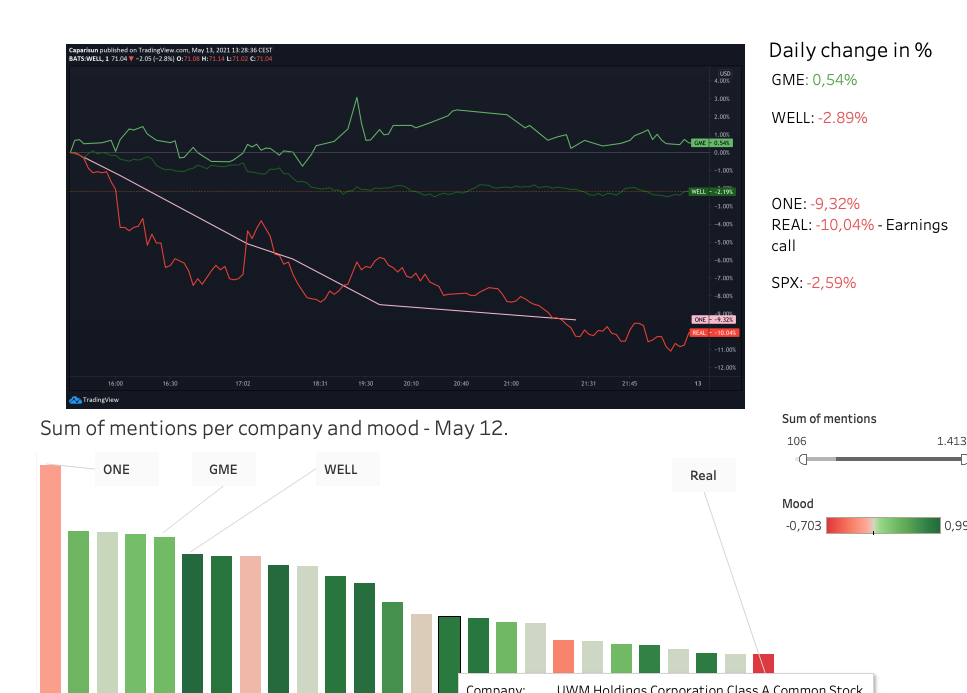 Caparisun published on TradingView.com, May 13, 2021 13:28:36 CEST
BATS:WELL, 1 71.04 ▼ −2.05 (−2.8%) O:71.08 H:71.14 L:71.02 C:71.04
USD
4.00%
3.00%
2.00%
1.00%
GME 0.54%
0.00%
-1.00%
WELL -2.19%
-3.00%
-4.00%
-5.00%
-6.00%
-7.00%
-8.00%
ONE -9.32%
REAL -10.04%
-11.00%
-12.00%
16:00 16:30 17:02 18:31 19:30 20:10 20:40 21:00 21:31 21:45 13
TradingView
Daily change in %
GME: 0,54%
WELL: -2.89%
ONE: -9,32%
REAL: -10,04% - Earnings
call
SPX: -2,59%
Sum of mentions per company and mood - May 12.
ONE
GME
WELL
Real
Sum of mentions
106 1.413
Mood
-0,703 0,99
Company: UWM Holdings Corporation Class A Common Stock